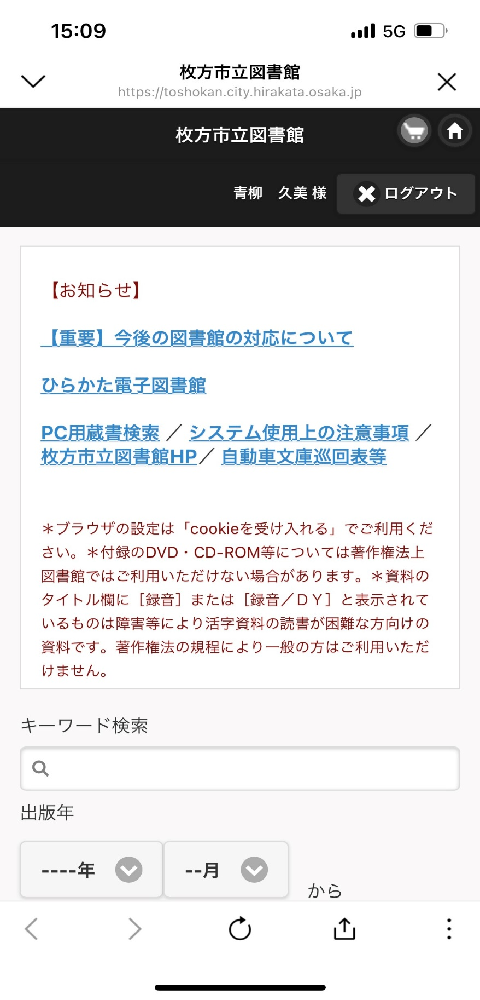 15:09
5G
枚方市立図書館
https://toshokan.city.hirakata.osaka.jp
枚方市立図書館
青柳　久美 様
ログアウト
【お知らせ】
【重要】今後の図書館の対応について
ひらかた電子図書館
PC用蔵書検索 ／ システム使用上の注意事項 ／
枚方市立図書館HP／ 自動車文庫巡回表等
＊ブラウザの設定は「cookieを受け入れる」でご利用くだ
さい。＊付録のDVD・CD-ROM等については著作権法上
図書館ではご利用いただけない場合があります。＊資料の
タイトル欄に［録音］または［録音／ＤＹ］と表示されて
いるものは障害等により活字資料の読書が困難な方向けの
資料です。著作権法の規程により一般の方はご利用いただ
けません。
キーワード検索
出版年
----年
--月
から